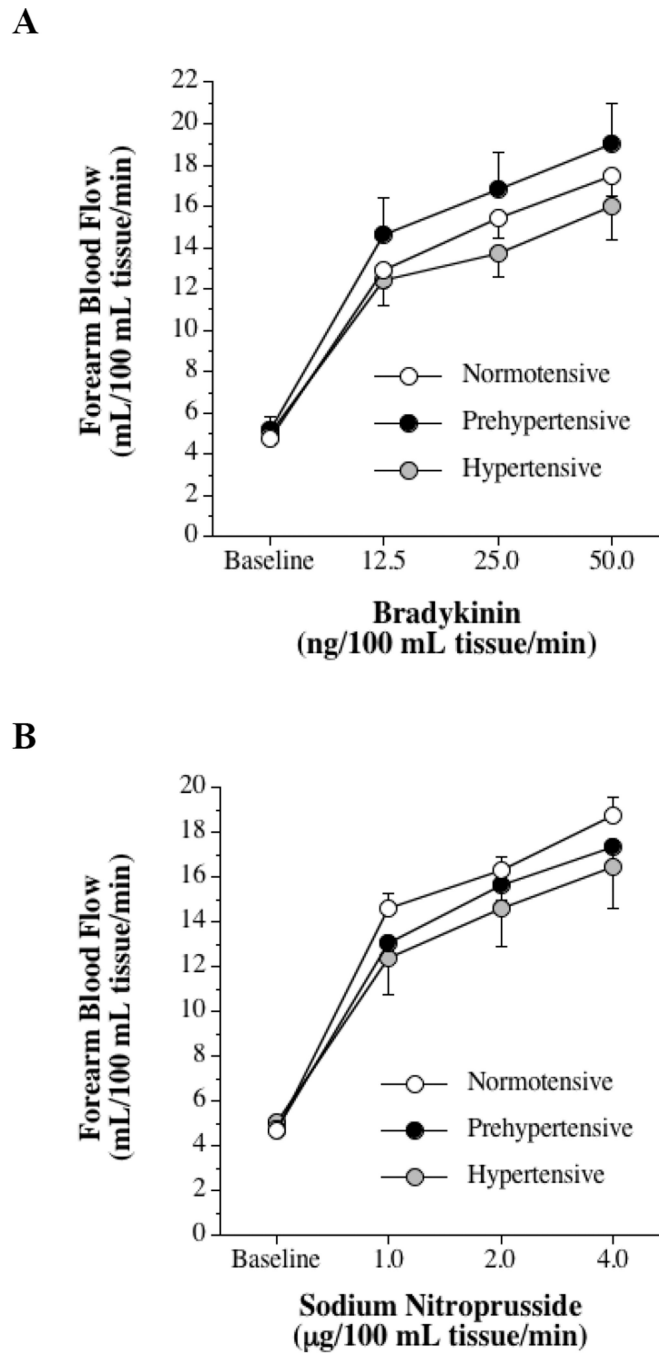 A
22
20
18
16
14
12
10
8
6
4
2
0
Forearm Blood Flow
(mL/100 mL tissue/min)
Normotensive
Prehypertensive
Hypertensive
Baseline 12.5 25.0 50.0
Bradykinin
(ng/100 mL tissue/min)
B
20
18
16
14
12
10
8
6
4
2
0
Forearm Blood Flow
(mL/100 mL tissue/min)
Normotensive
Prehypertensive
Hypertensive
Baseline 1.0 2.0 4.0
Sodium Nitroprusside
(μg/100 mL tissue/min)